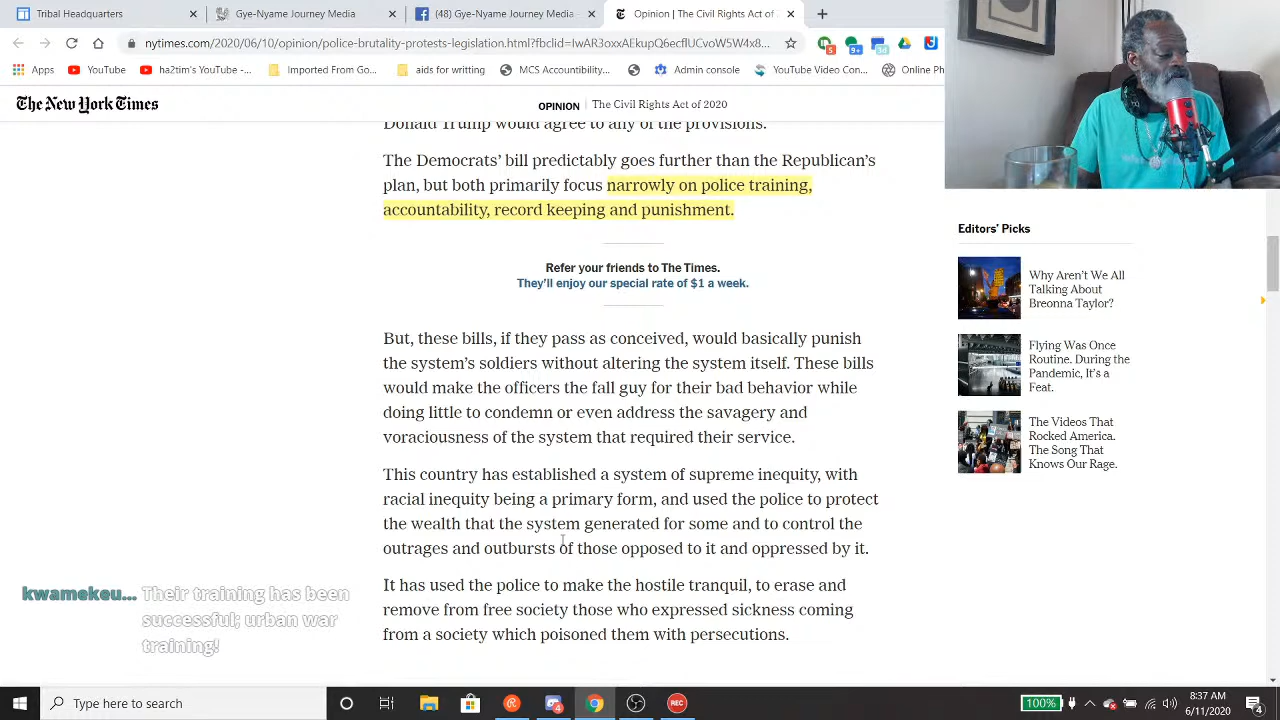 Tribal Headquarters
Gye-Nyame Journey Media
(48) Gye-Nyame Journey Media -
Opinion | The Civil Rights Act of
nytimes.com/2020/06/10/opinion/police-brutality-protests-legislation.html?fbclid=
Apps
YouTube
ha2tim's YouTube -...
Imported From Go...
aids for writing
MCS Accountibility...
Admin console
YouTube Video Con...
Online Ph
The New York Times
OPINION | The Civil Rights Act of 2020
Donald Trump would agree to any of the provisions.
The Democrats' bill predictably goes further than the Republican's
plan, but both primarily focus narrowly on police training,
accountability, record keeping and punishment.
Refer your friends to The Times.
They'll enjoy our special rate of $1 a week.
But, these bills, if they pass as conceived, would basically punish
the system's soldiers without altering the system itself. These bills
would make the officers the fall guy for their bad behavior while
doing little to condemn or even address the savagery and
voraciousness of the system that required their service.
This country has established a system of supreme inequity, with
racial inequity being a primary form, and used the police to protect
the wealth that the system generated for some and to control the
outrages and outbursts of those opposed to it and oppressed by it.
It has used the police to make the hostile tranquil, to erase and
remove from free society those who expressed sickness coming
from a society which poisoned them with persecutions.
Editors' Picks
Why Aren't We All
Talking About
Breonna Taylor?
Flying Was Once
Routine. During the
Pandemic, It's a
Feat.
The Videos That
Rocked America.
The Song That
Knows Our Rage.
kwamekeu... Their training has been
successful; urban war
training!
Type here to search
REC
100%
8:37 AM
6/11/2020